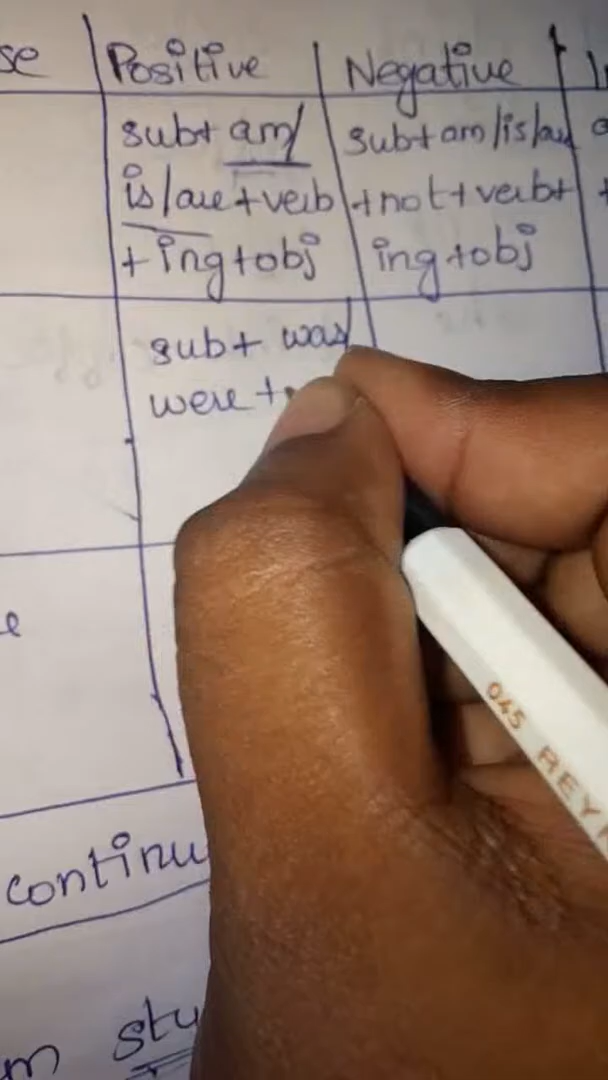 se Positive Negative
sub+ am/ sub+am/is/are
is/are+verb +not+verb+
+ing+obj ing+obj
sub+ was/
were +
e
continu
m stu
045 REY